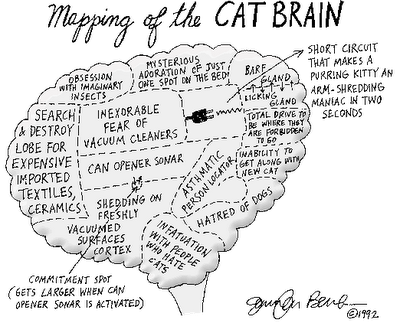 Mapping of the CAT BRAIN
OBSESSION
WITH IMAGINARY
INSECTS
MYSTERIOUS
ADORATION OF JUST
ONE SPOT ON THE BED
BARF
GLAND
LICKING
GLAND
SHORT CIRCUIT
THAT MAKES A
PURRING KITTY AN
ARM-SHREDDING
MANIAC IN TWO
SECONDS
SEARCH
& DESTROY
LOBE FOR
EXPENSIVE
IMPORTED
TEXTILES,
CERAMICS
INEXORABLE
FEAR OF
VACUUM CLEANERS
TOTAL DRIVE TO
BE WHERE THEY
ARE FORBIDDEN
TO GO
CAN OPENER SONAR
ASTHMATIC
PERSON LOCATOR
INABILITY TO
GET ALONG WITH
NEW CAT
SHEDDING ON
FRESHLY
VACUUMED
SURFACES
CORTEX
HATRED OF DOGS
INFATUATION
WITH PEOPLE
WHO HATE
CATS
COMMITMENT SPOT
(GETS LARGER WHEN CAN
OPENER SONAR IS ACTIVATED)
©1992